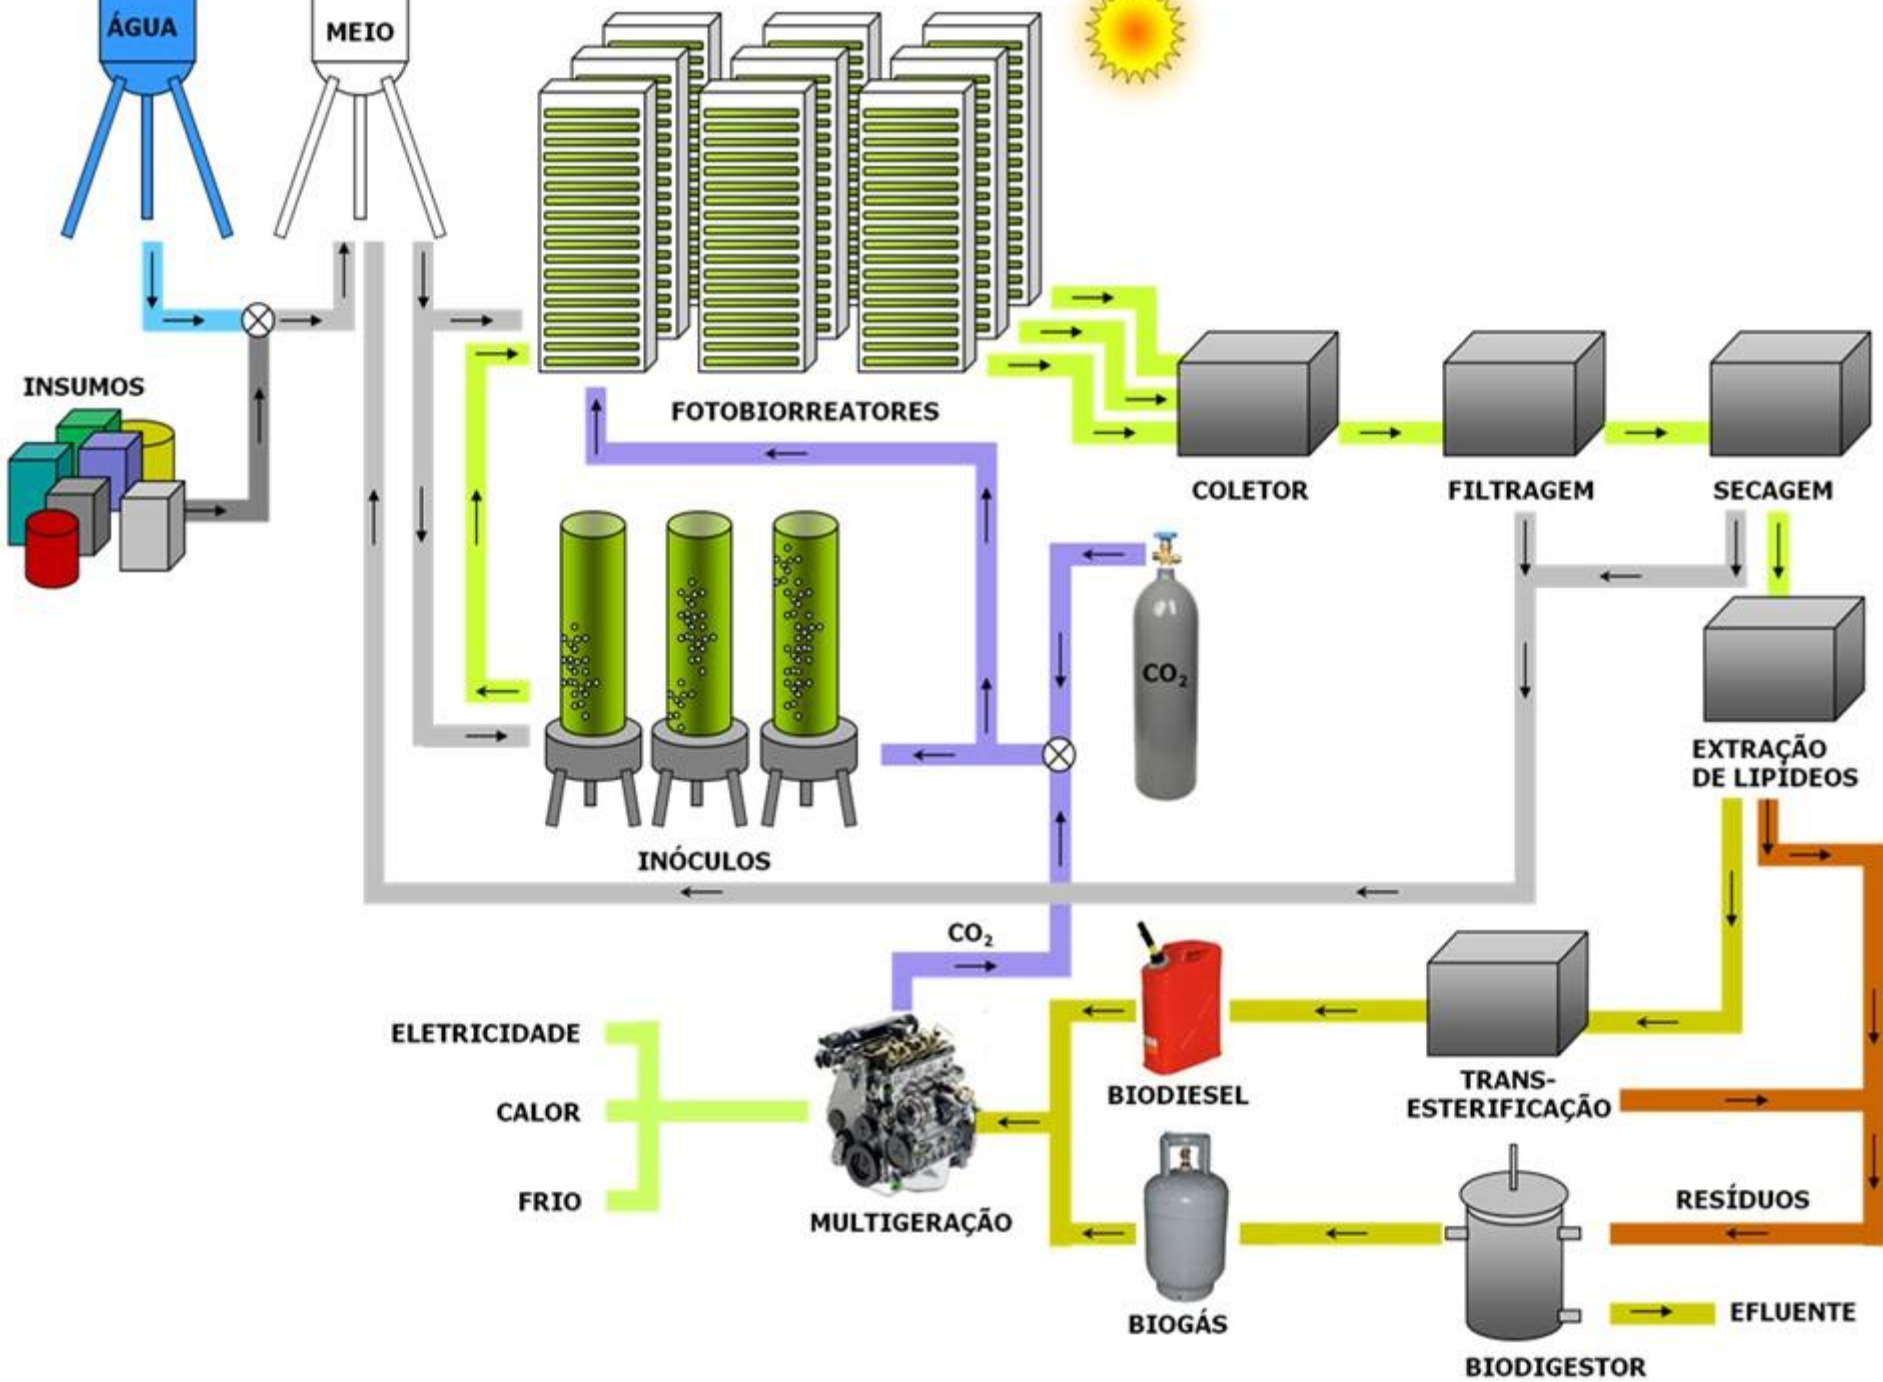 ÁGUA
MEIO
INSUMOS
FOTOBIORREATORES
COLETOR
FILTRAGEM
SECAGEM
CO₂
EXTRAÇÃO
DE LIPÍDEOS
INÓCULOS
CO₂
ELETRICIDADE
CALOR
FRIO
MULTIGERAÇÃO
BIODIESEL
TRANS-
ESTERIFICAÇÃO
RESÍDUOS
BIOGÁS
EFLUENTE
BIODIGESTOR